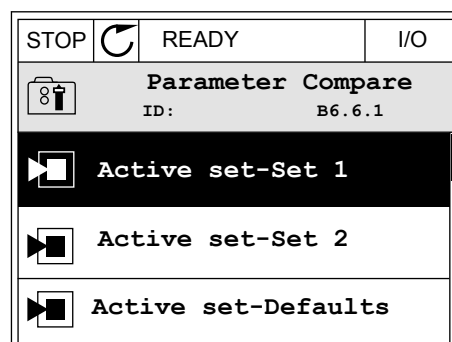 STOP READY I/O
Parameter Compare
ID: B6.6.1
Active set-Set 1
Active set-Set 2
Active set-Defaults